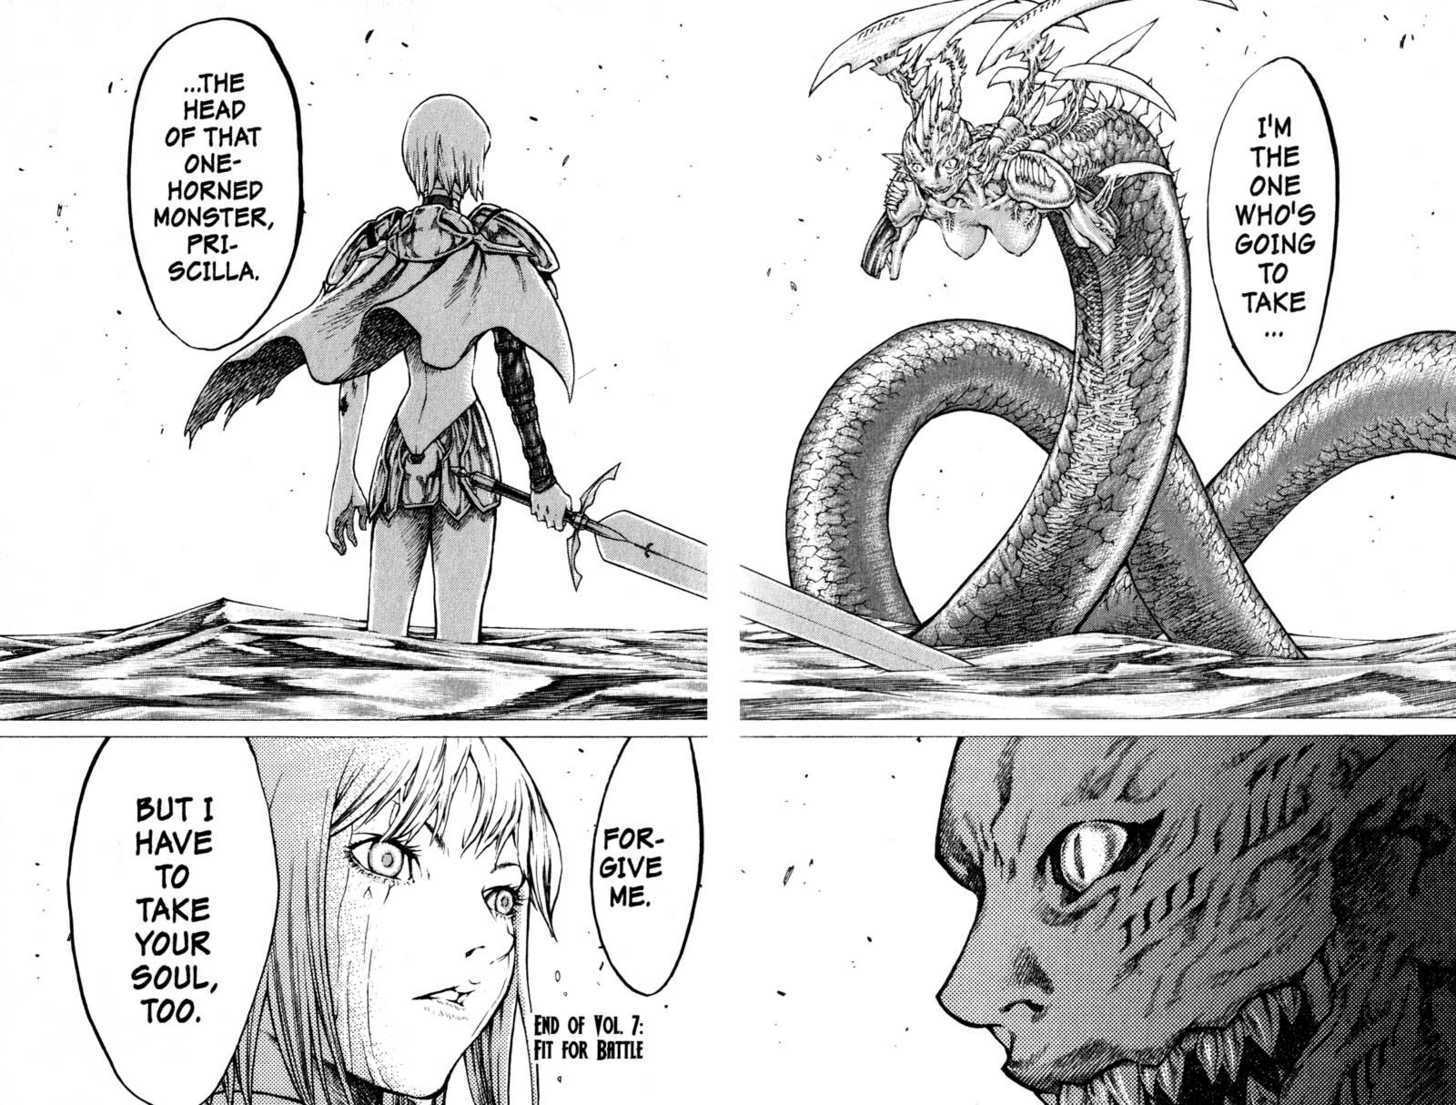 I'M
THE
ONE
WHO'S
GOING
TO
TAKE
...
...THE
HEAD
OF THAT
ONE-
HORNED
MONSTER,
PRI-
SCILLA.
FOR-
GIVE
ME.
BUT I
HAVE
TO
TAKE
YOUR
SOUL,
TOO.
END OF VOL. 7:
FIT FOR BATTLE